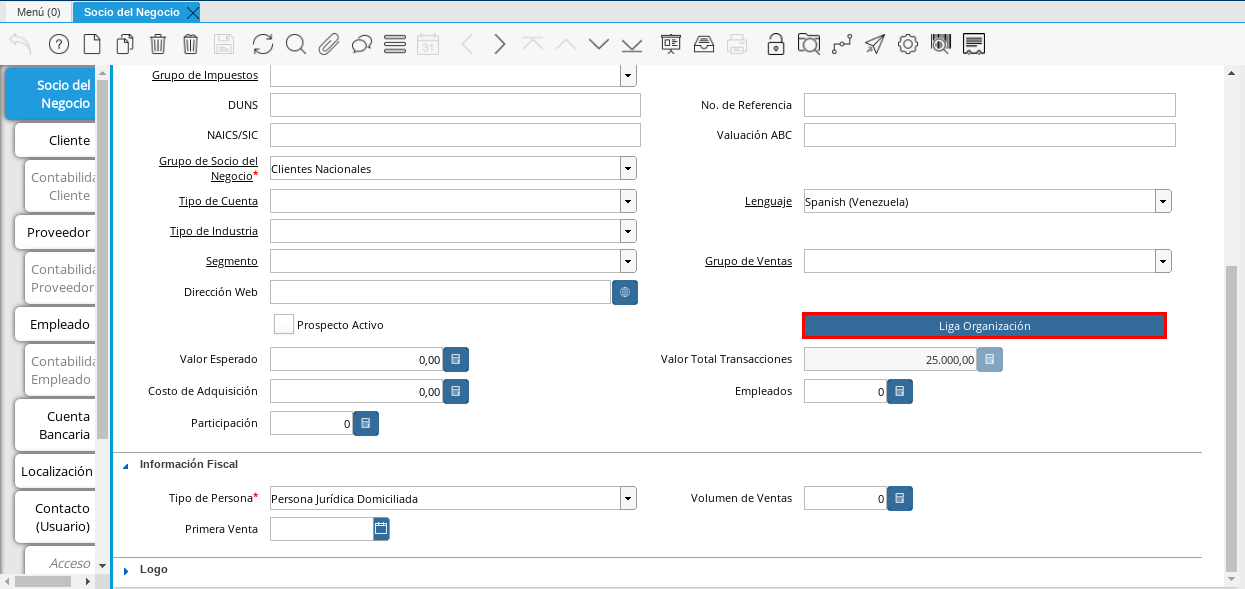 Menú (0)
Socio del Negocio
31
Socio del
Negocio
Cliente
Contabilida
Cliente
Proveedor
Contabilida
Proveedor
Empleado
Contabilida
Empleado
Cuenta
Bancaria
Localización
Contacto
(Usuario)
Acceso
Grupo de Impuestos
DUNS
No. de Referencia
NAICS/SIC
Valuación ABC
Grupo de Socio del
Negocio* Clientes Nacionales
Tipo de Cuenta
Lenguaje Spanish (Venezuela)
Tipo de Industria
Segmento
Grupo de Ventas
Dirección Web
Prospecto Activo
Liga Organización
Valor Esperado 0,00
Valor Total Transacciones 25.000,00
Costo de Adquisición 0,00
Empleados 0
Participación 0
Información Fiscal
Tipo de Persona* Persona Jurídica Domiciliada
Volumen de Ventas 0
Primera Venta
Logo